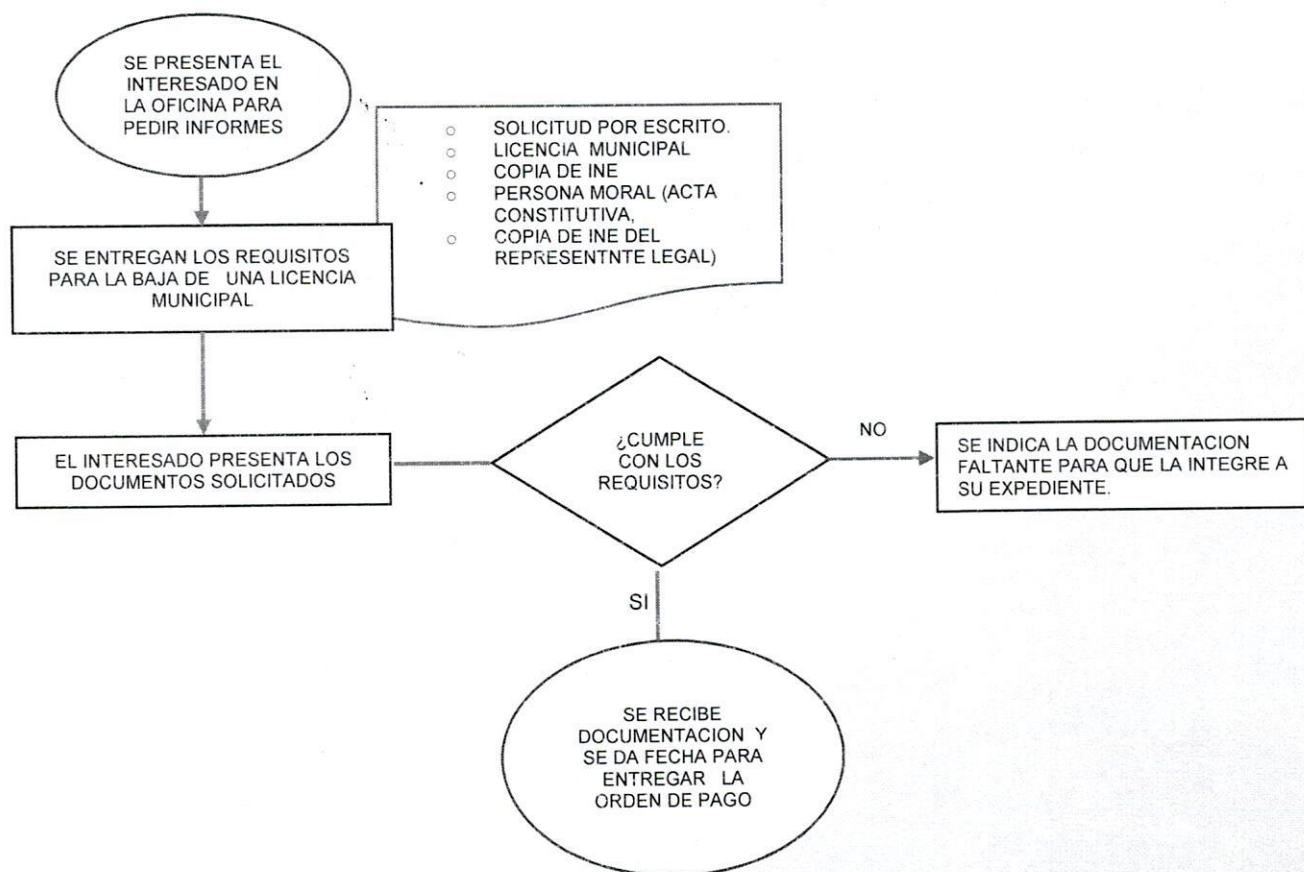 SE PRESENTA EL
INTERESADO EN
LA OFICINA PARA
PEDIR INFORMES
○ SOLICITUD POR ESCRITO.
○ LICENCIA MUNICIPAL
○ COPIA DE INE
○ PERSONA MORAL (ACTA
CONSTITUTIVA,
○ COPIA DE INE DEL
REPRESENTNTE LEGAL)
SE ENTREGAN LOS REQUISITOS
PARA LA BAJA DE UNA LICENCIA
MUNICIPAL
EL INTERESADO PRESENTA LOS
DOCUMENTOS SOLICITADOS
¿CUMPLE
CON LOS
REQUISITOS?
NO
SE INDICA LA DOCUMENTACION
FALTANTE PARA QUE LA INTEGRE A
SU EXPEDIENTE.
SI
SE RECIBE
DOCUMENTACION Y
SE DA FECHA PARA
ENTREGAR LA
ORDEN DE PAGO